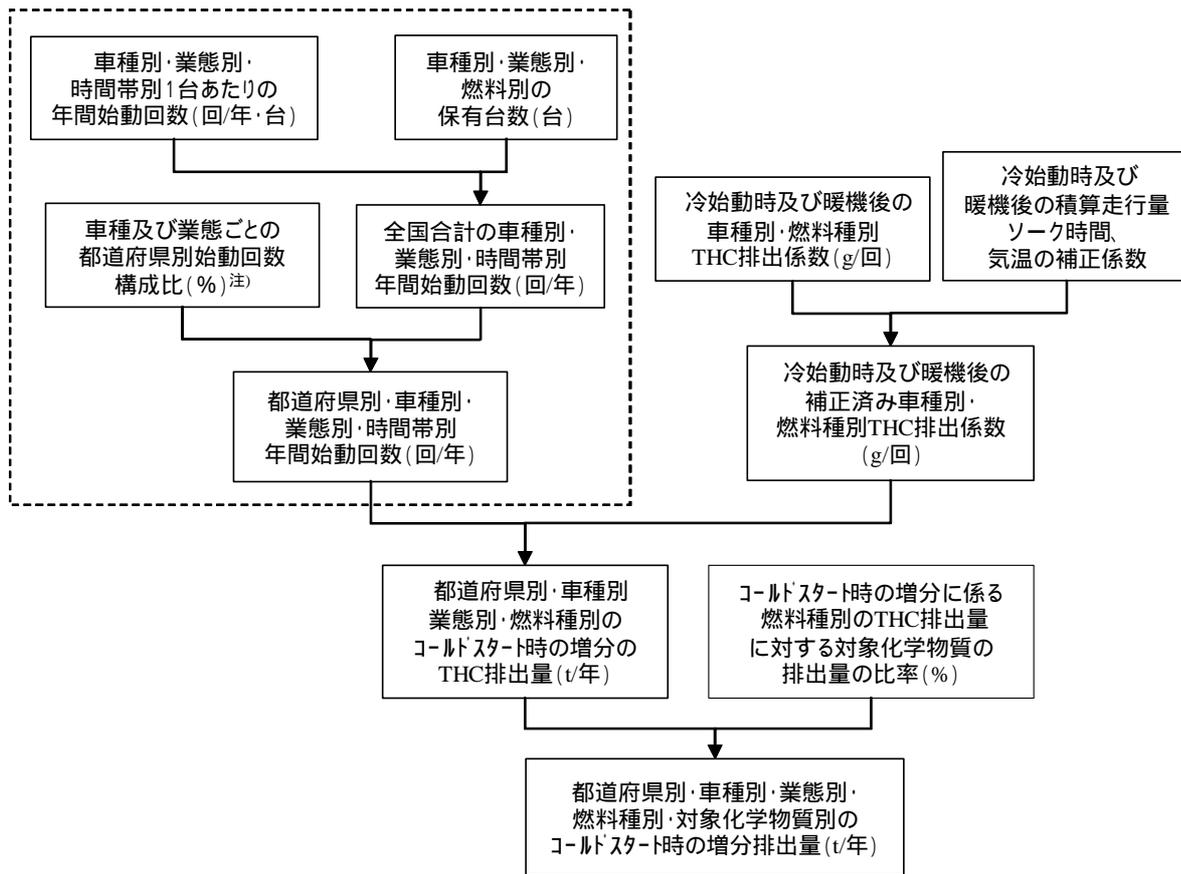 車種別･業態別･
時間帯別1台あたりの
年間始動回数(回/年･台)
車種別･業態別･
燃料別の
保有台数(台)
車種及び業態ごとの
都道府県別始動回数
構成比(%)注)
全国合計の車種別･
業態別･時間帯別
年間始動回数(回/年)
冷始動時及び暖機後の
車種別･燃料種別
THC排出係数(g/回)
冷始動時及び
暖機後の積算走行量
ソーク時間、
気温の補正係数
都道府県別･車種別･
業態別･時間帯別
年間始動回数(回/年)
冷始動時及び暖機後の
補正済み車種別･
燃料種別THC排出係数
(g/回)
都道府県別･車種別
業態別･燃料種別の
ｺｰﾙﾄﾞｽﾀｰﾄ時の増分の
THC排出量(t/年)
ｺｰﾙﾄﾞｽﾀｰﾄ時の増分に係る
燃料種別のTHC排出量
に対する対象化学物質の
排出量の比率(%)
都道府県別･車種別･業態別･
燃料種別･対象化学物質別の
ｺｰﾙﾄﾞｽﾀｰﾄ時の増分排出量(t/年)